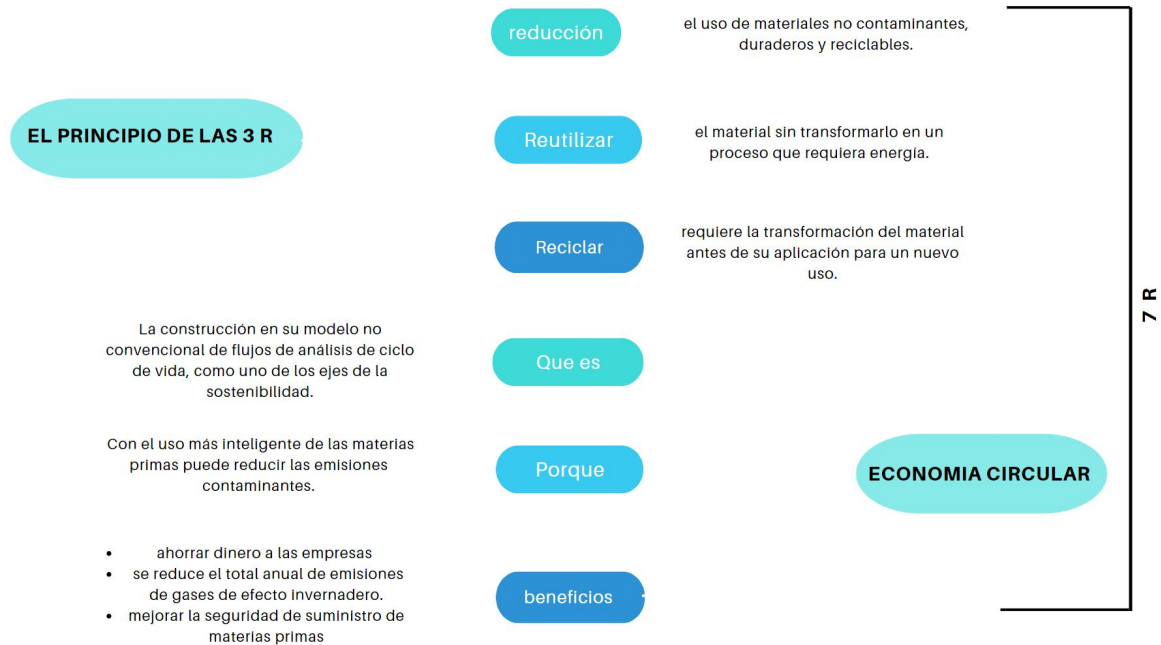 EL PRINCIPIO DE LAS 3 R
reducción
el uso de materiales no contaminantes,
duraderos y reciclables.
Reutilizar
el material sin transformarlo en un
proceso que requiera energía.
Reciclar
requiere la transformación del material
antes de su aplicación para un nuevo
uso.
7 R
ECONOMIA CIRCULAR
Que es
La construcción en su modelo no
convencional de flujos de análisis de ciclo
de vida, como uno de los ejes de la
sostenibilidad.
Porque
Con el uso más inteligente de las materias
primas puede reducir las emisiones
contaminantes.
beneficios
• ahorrar dinero a las empresas
• se reduce el total anual de emisiones
de gases de efecto invernadero.
• mejorar la seguridad de suministro de
materias primas